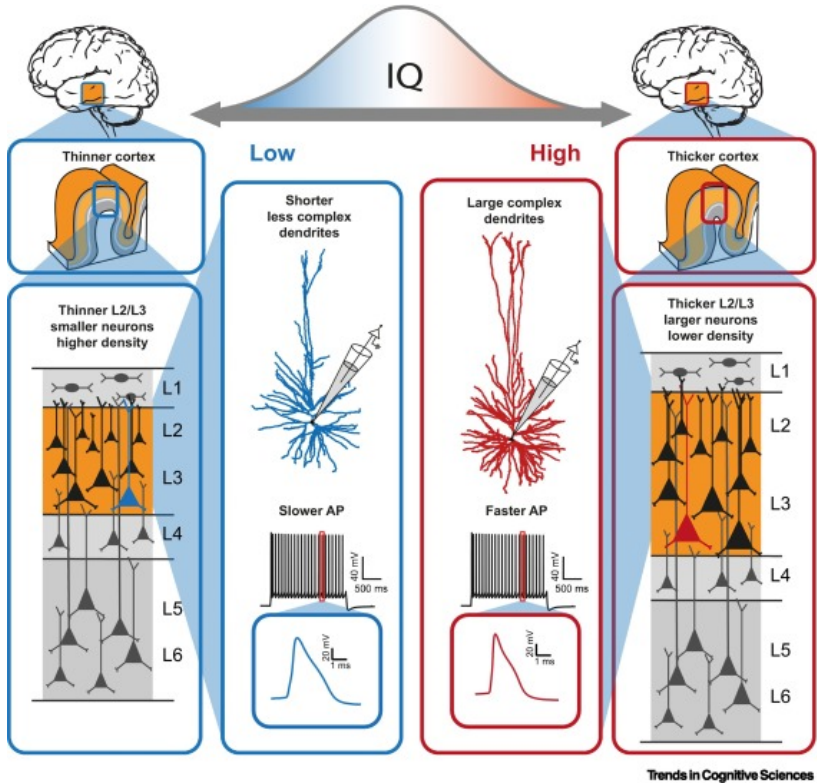 IQ
Low
High
Thinner cortex
Thinner L2/L3
smaller neurons
higher density
L1
L2
L3
L4
L5
L6
Shorter
less complex
dendrites
Slower AP
40 mV
500 ms
20 mV
1 ms
Large complex
dendrites
Faster AP
40 mV
500 ms
20 mV
1 ms
Thicker cortex
Thicker L2/L3
larger neurons
lower density
L1
L2
L3
L4
L5
L6
Trends in Cognitive Sciences